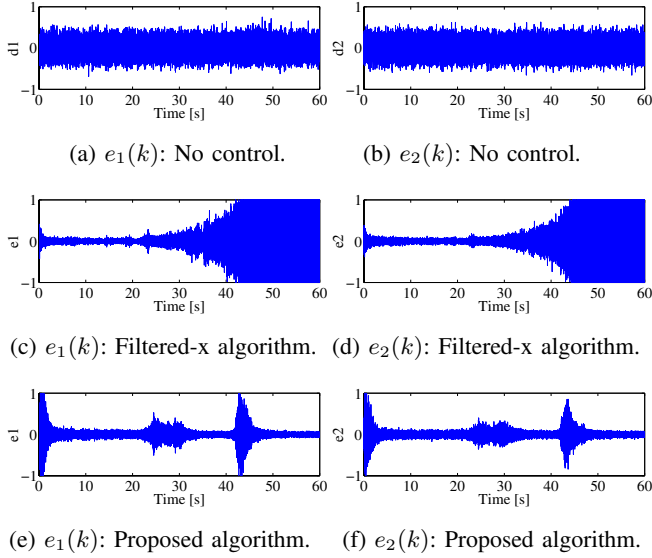 1
0
−1
d1
0 10 20 30 40 50 60
Time [s]
(a) e₁(k): No control.
1
0
−1
d2
0 10 20 30 40 50 60
Time [s]
(b) e₂(k): No control.
1
0
−1
e1
0 10 20 30 40 50 60
Time [s]
(c) e₁(k): Filtered-x algorithm.
1
0
−1
e2
0 10 20 30 40 50 60
Time [s]
(d) e₂(k): Filtered-x algorithm.
1
0
−1
e1
0 10 20 30 40 50 60
Time [s]
(e) e₁(k): Proposed algorithm.
1
0
−1
e2
0 10 20 30 40 50 60
Time [s]
(f) e₂(k): Proposed algorithm.